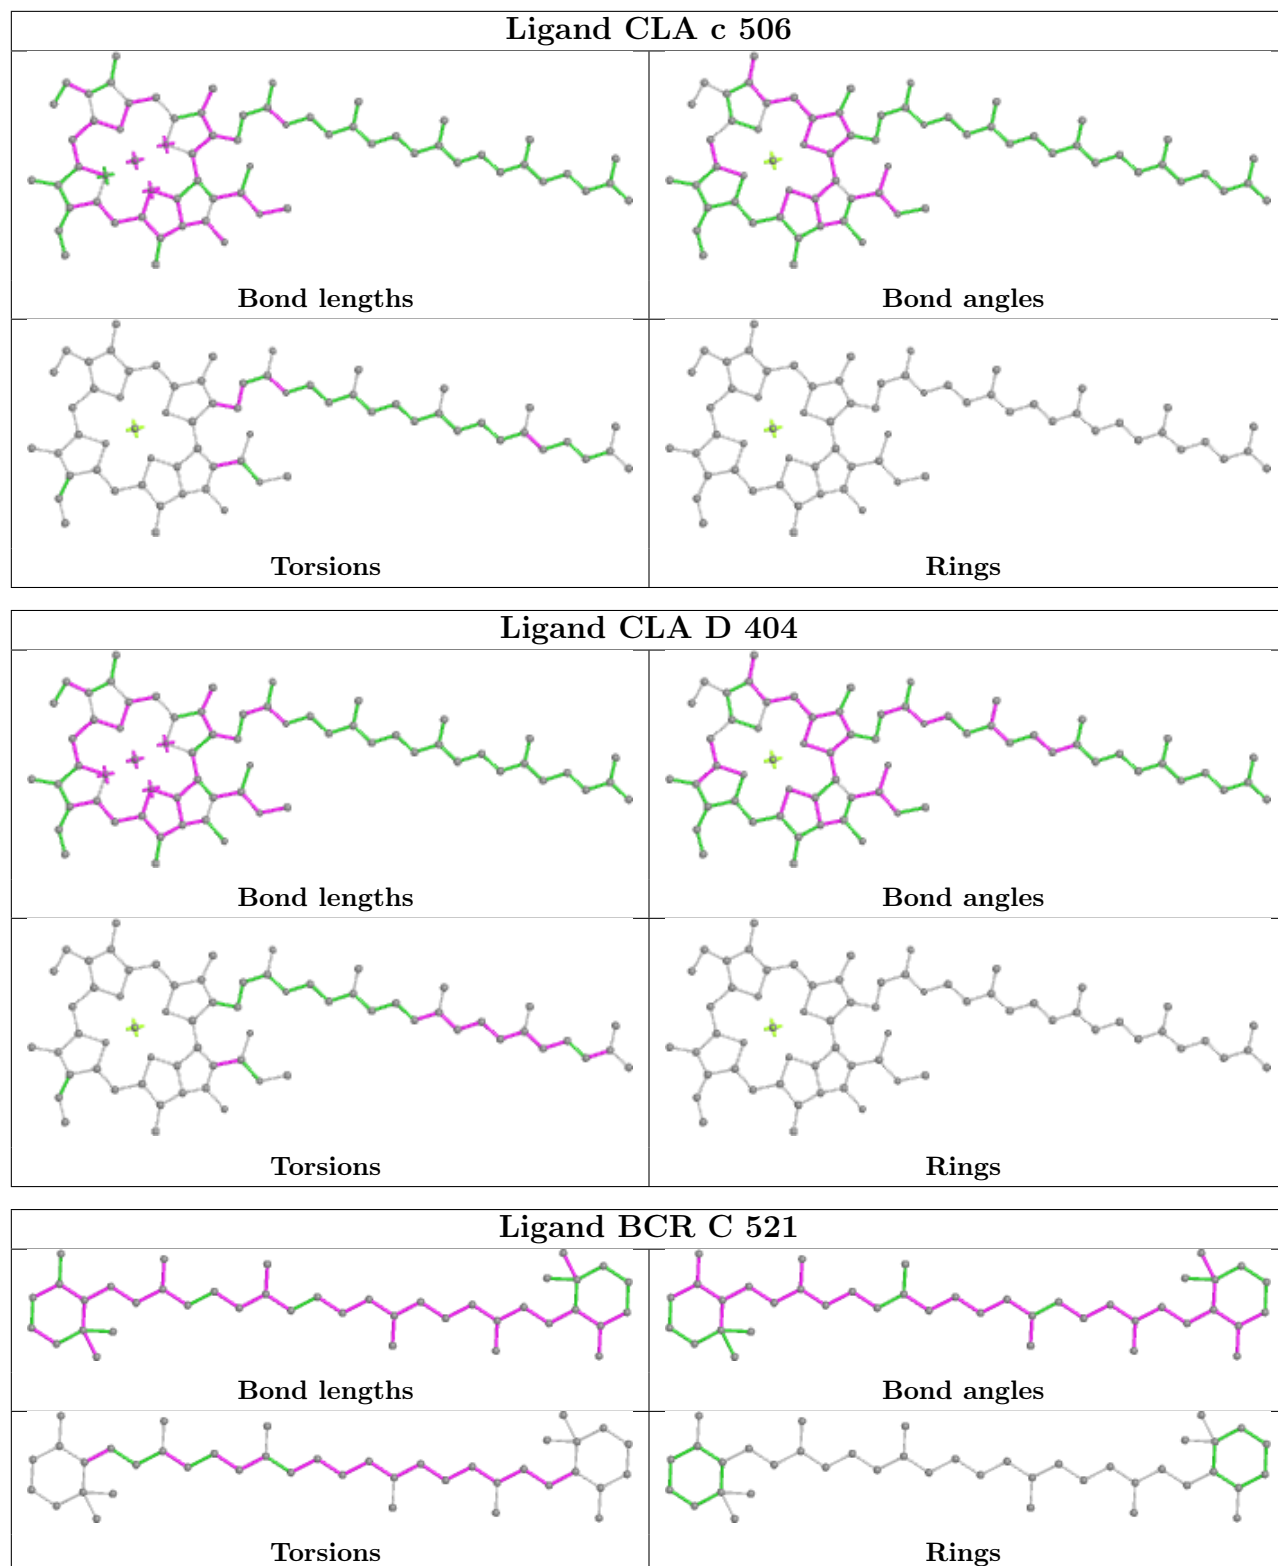 Ligand CLA c 506
Bond lengths
Bond angles
Torsions
Rings
Ligand CLA D 404
Bond lengths
Bond angles
Torsions
Rings
Ligand BCR C 521
Bond lengths
Bond angles
Torsions
Rings